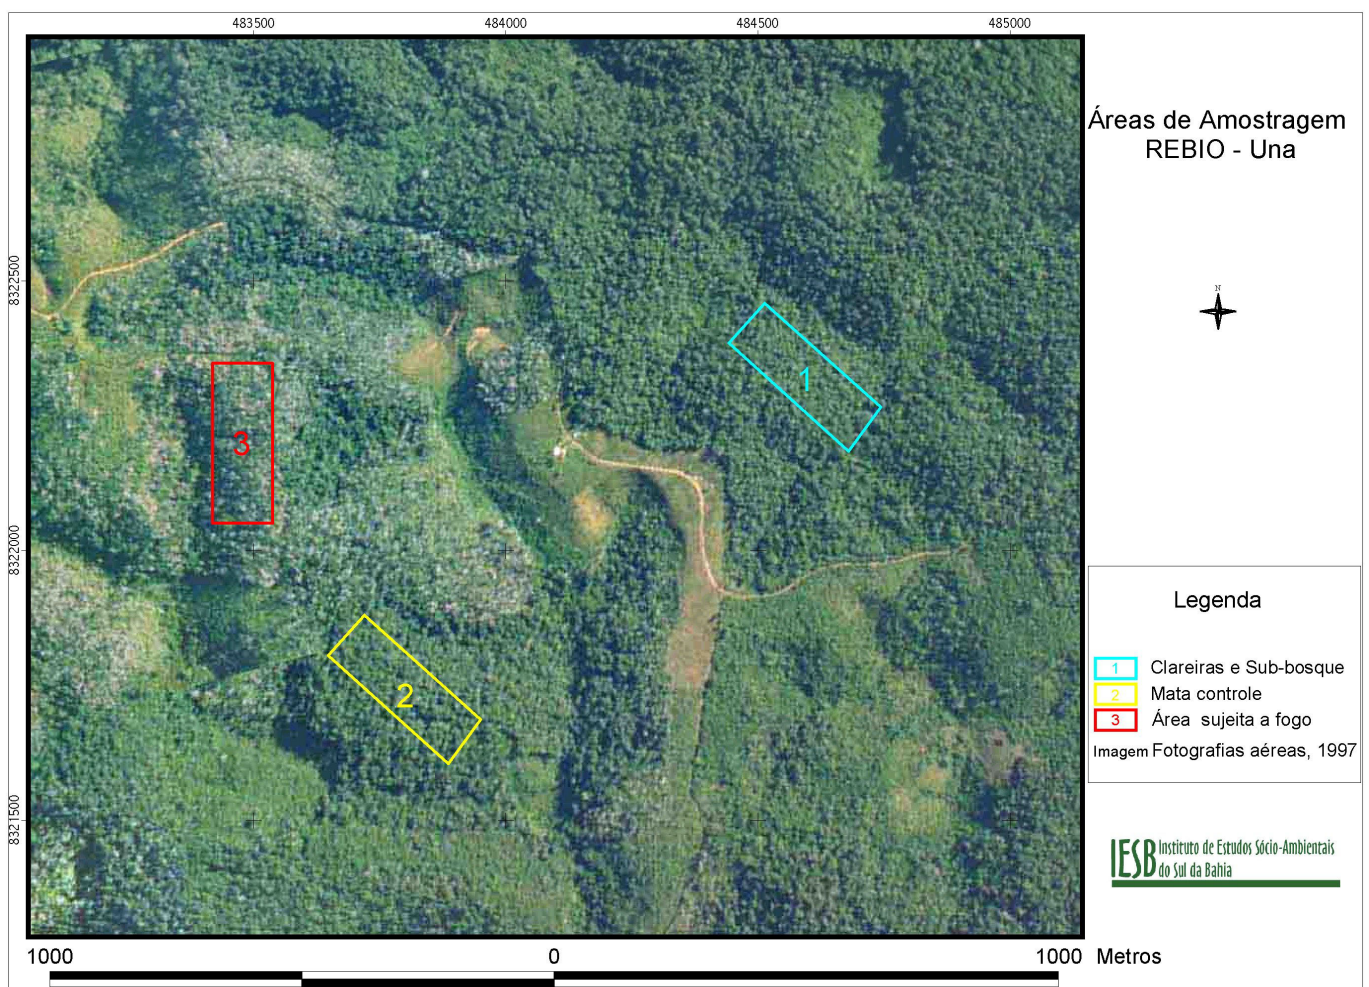 483500 484000 484500 485000
8322500
8322000
8321500
1
2
3
Áreas de Amostragem
REBIO - Una
N
Legenda
1 Clareiras e Sub-bosque
2 Mata controle
3 Área sujeita a fogo
Imagem Fotografias aéreas, 1997
IESB Instituto de Estudos Sócio-Ambientais
do Sul da Bahia
1000 0 1000 Metros